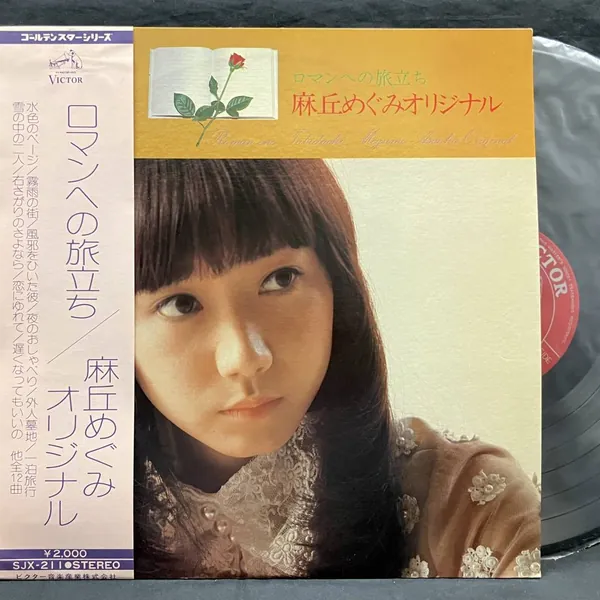 ゴールデンスターシリーズ
VICTOR
ロマンへの旅立ち/麻丘めぐみ
オリジナル
水色のページ/霧雨の街/風邪をひいた彼/夜のおしゃべり/外人墓地/一泊旅行
雪の中の二人/右さがりのさよなら/恋にゆれて/遅くなってもいいの 他全12曲
¥2,000
SJX-211●STEREO
ビクター音楽産業株式会社
ロマンへの旅立ち
麻丘めぐみオリジナル
VICTOR